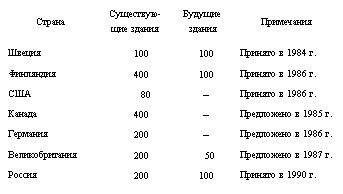 Страна Существую- Будущие Примечания
щие здания здания
Швеция 100 100 Принято в 1984 г.
Финляндия 400 100 Принято в 1986 г.
США 80 – Принято в 1986 г.
Канада 400 – Предложено в 1985 г.
Германия 200 – Предложено в 1986 г.
Великобритания 200 50 Предложено в 1987 г.
Россия 200 100 Принято в 1990 г.